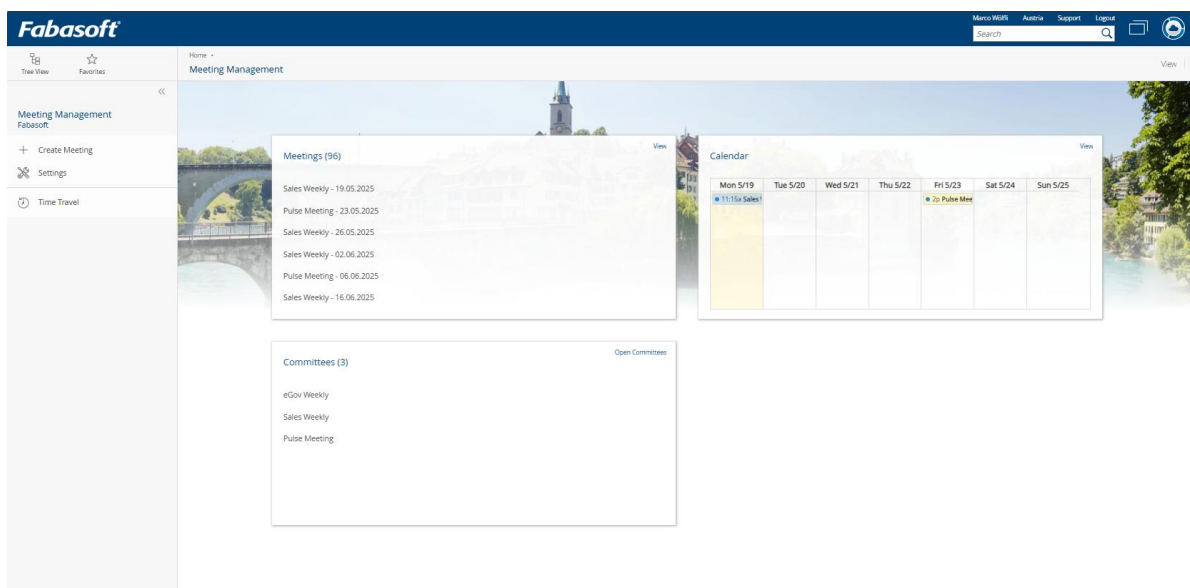 Fabasoft
Marco Wölfli Austria Support Logout
Search
Tree View Favorites
Home
Meeting Management
View
Meeting Management
Fabasoft
Create Meeting
Settings
Time Travel
Meetings (96)
View
Sales Weekly - 19.05.2025
Pulse Meeting - 23.05.2025
Sales Weekly - 26.05.2025
Sales Weekly - 02.06.2025
Pulse Meeting - 06.06.2025
Sales Weekly - 16.06.2025
Calendar
View
Mon 5/19 Tue 5/20 Wed 5/21 Thu 5/22 Fri 5/23 Sat 5/24 Sun 5/25
11:15a Sales
2p Pulse Mee
Committees (3)
Open Committees
eGov Weekly
Sales Weekly
Pulse Meeting